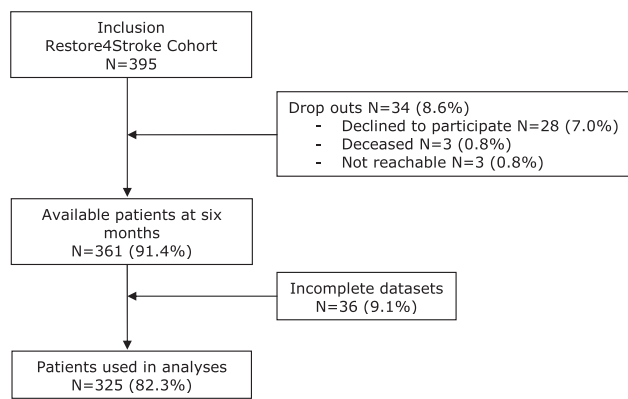 Inclusion
Restore4Stroke Cohort
N=395
Drop outs N=34 (8.6%)
- Declined to participate N=28 (7.0%)
- Deceased N=3 (0.8%)
- Not reachable N=3 (0.8%)
Available patients at six
months
N=361 (91.4%)
Incomplete datasets
N=36 (9.1%)
Patients used in analyses
N=325 (82.3%)